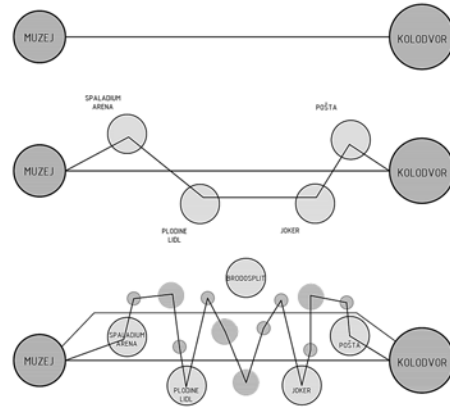 MUZEJ
KOLODVOR
SPALADIUM
ARENA
POŠTA
MUZEJ
KOLODVOR
PLODINE
LIDL
JOKER
BRODOSPLIT
SPALADIUM
ARENA
POŠTA
MUZEJ
KOLODVOR
PLODINE
LIDL
JOKER